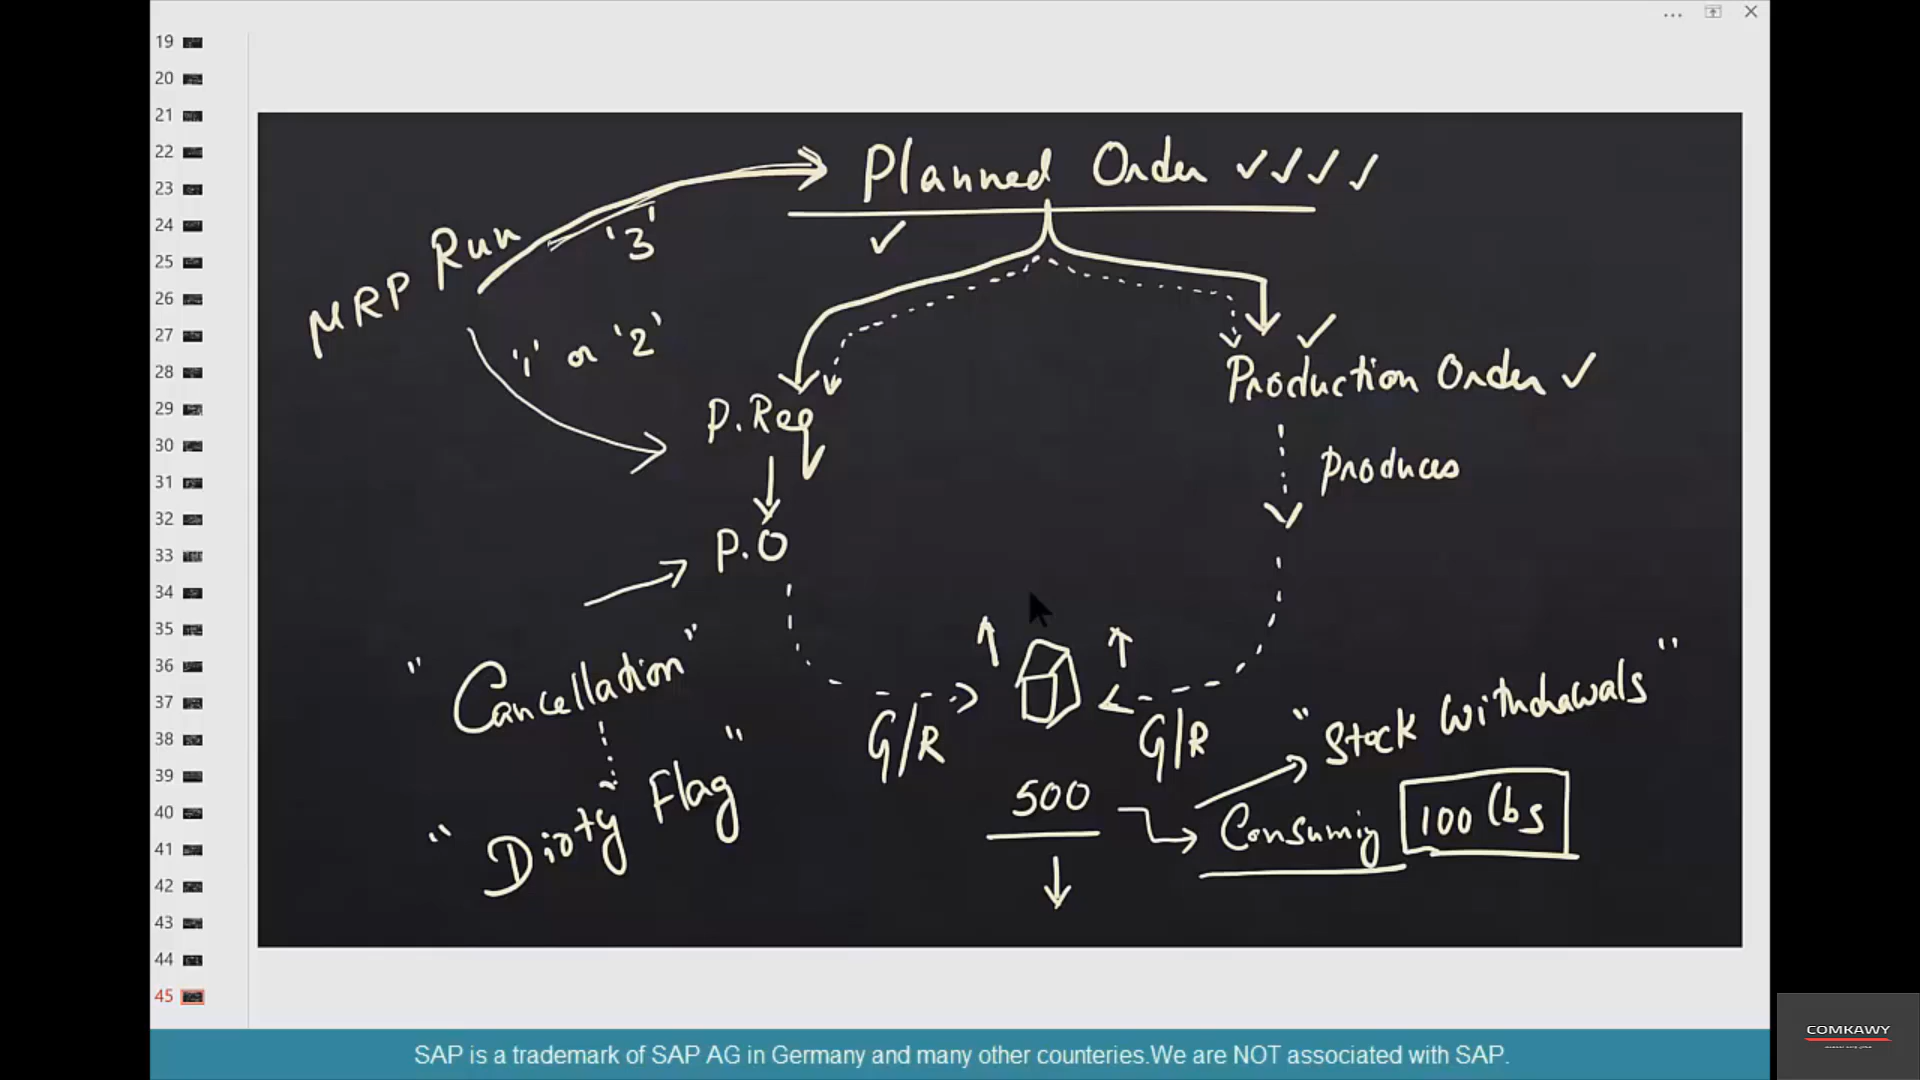 19
20
21
22
23
24
25
26
27
28
29
30
31
32
33
34
35
36
37
38
39
40
41
42
43
44
45
Planned Order
MRP Run
'3'
'1' or '2'
P.Req
Production Order
Produces
P.O
"Cancellation"
"Dirty Flag"
G/R
G/R
"Stock Withdrawals"
500
Consuming
100 lbs
SAP is a trademark of SAP AG in Germany and many other counteries.We are NOT associated with SAP.
COMKAWY